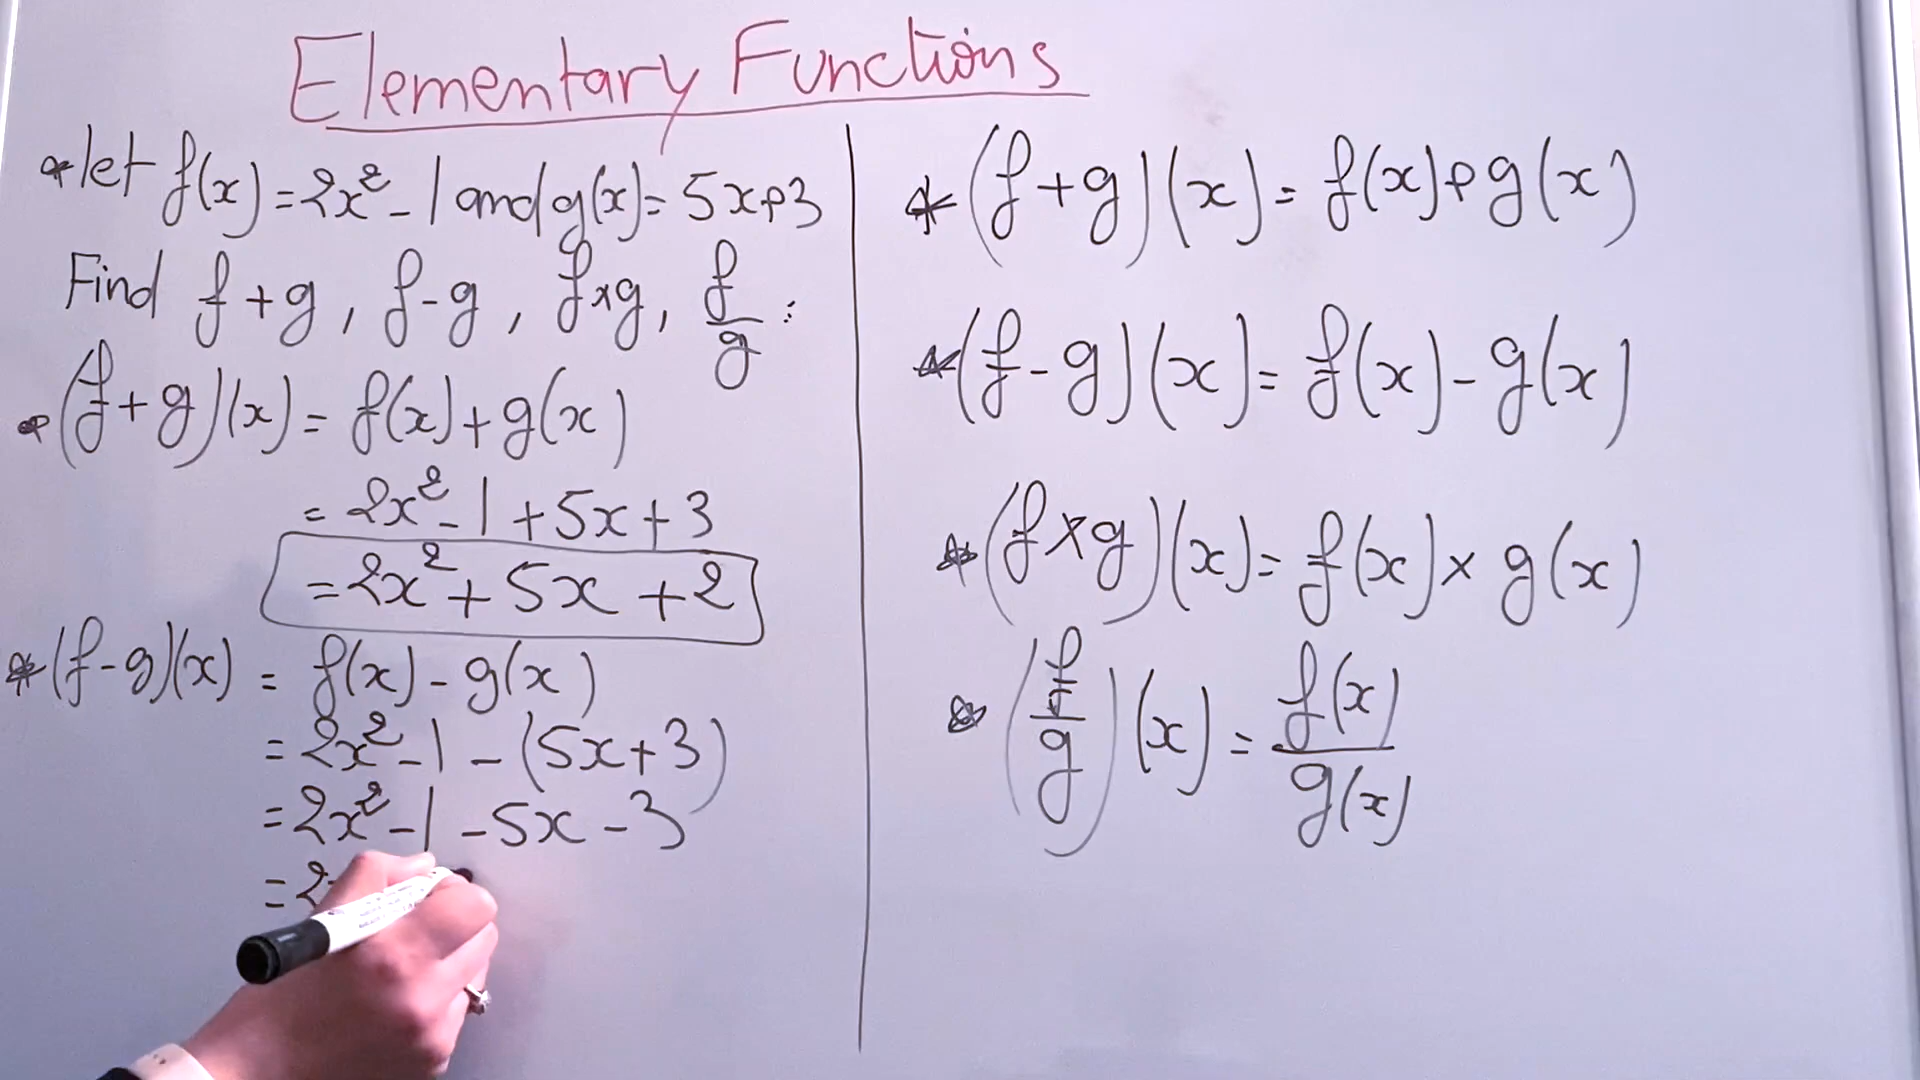 Elementary Functions
*let f(x) = 2x² - 1 and g(x) = 5x+3
Find f+g, f-g, f×g, f/g :
*(f+g)(x) = f(x)+g(x)
= 2x² - 1 + 5x + 3
= 2x² + 5x + 2
*(f-g)(x) = f(x) - g(x)
= 2x² - 1 - (5x+3)
= 2x² - 1 - 5x - 3
= 2
*(f+g)(x) = f(x)+g(x)
*(f-g)(x) = f(x) - g(x)
*(f×g)(x) = f(x) × g(x)
*(f/g)(x) = f(x)/g(x)